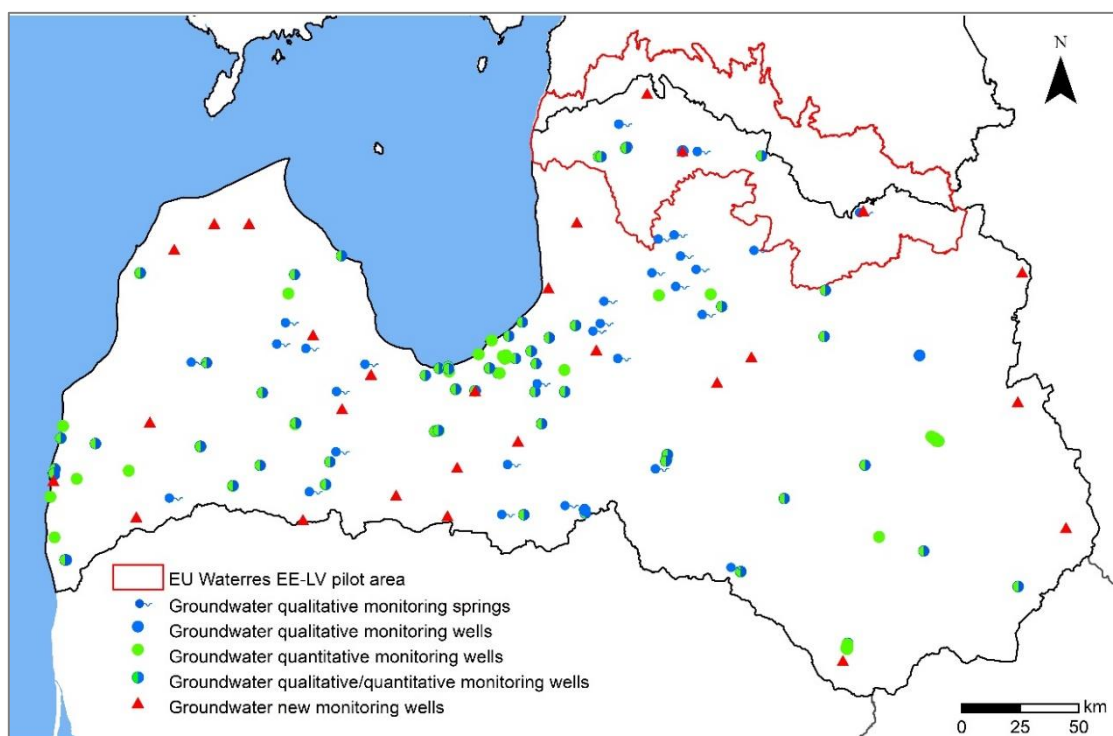 N
EU Waterres EE-LV pilot area
Groundwater qualitative monitoring springs
Groundwater qualitative monitoring wells
Groundwater quantitative monitoring wells
Groundwater qualitative/quantitative monitoring wells
Groundwater new monitoring wells
km
0 25 50